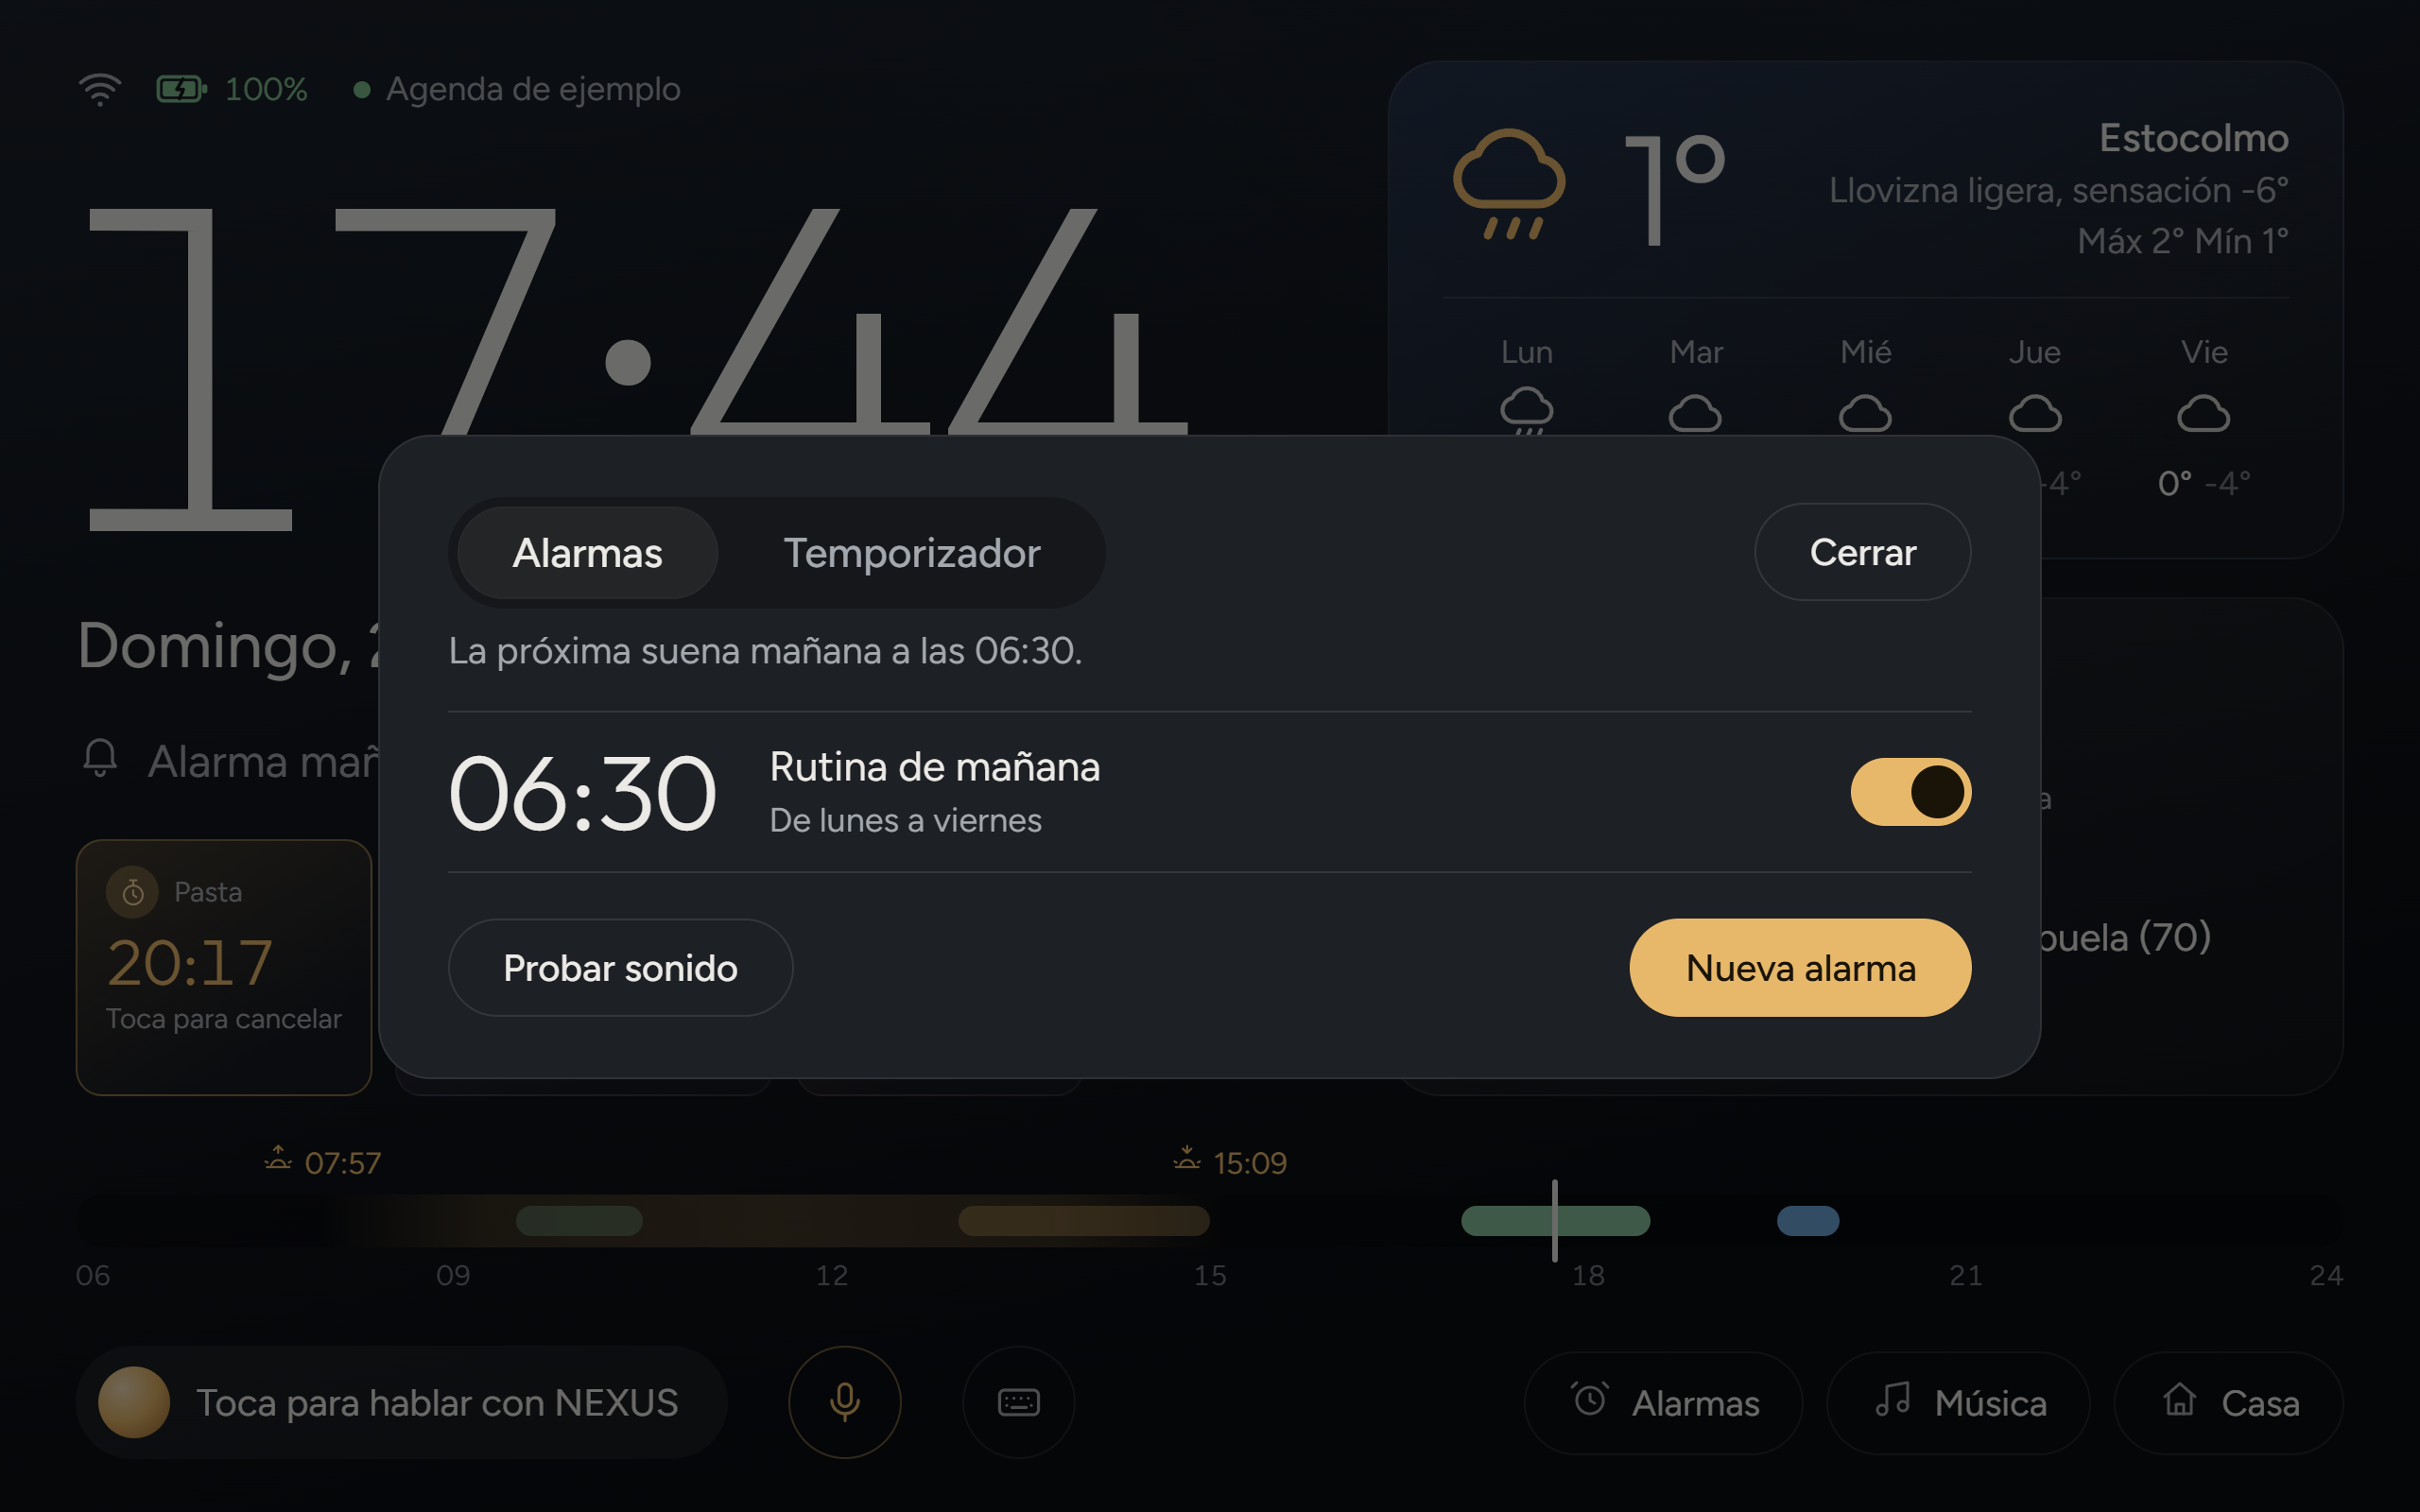 100% Agenda de ejemplo
17·44
Estocolmo
1° Llovizna ligera, sensación -6°
Máx 2° Mín 1°
Lun Mar Mié Jue Vie
-4° 0° -4°
Alarmas Temporizador Cerrar
La próxima suena mañana a las 06:30.
Domingo,
06:30 Rutina de mañana
De lunes a viernes
Alarma
Pasta
20:17
Toca para cancelar
Probar sonido Nueva alarma
(70)
07:57 15:09
06 09 12 15 18 21 24
Toca para hablar con NEXUS Alarmas Música Casa